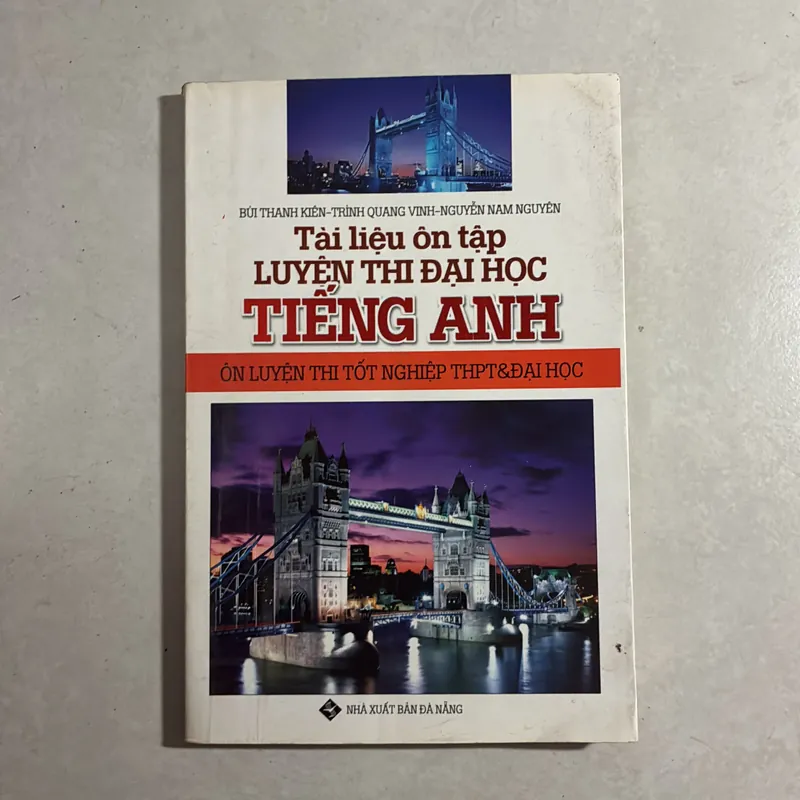 BÙI THANH KIÊN-TRÌNH QUANG VINH-NGUYỄN NAM NGUYÊN
Tài liệu ôn tập
LUYỆN THI ĐẠI HỌC
TIẾNG ANH
ÔN LUYỆN THI TỐT NGHIỆP THPT&ĐẠI HỌC
NHÀ XUẤT BẢN ĐÀ NẴNG